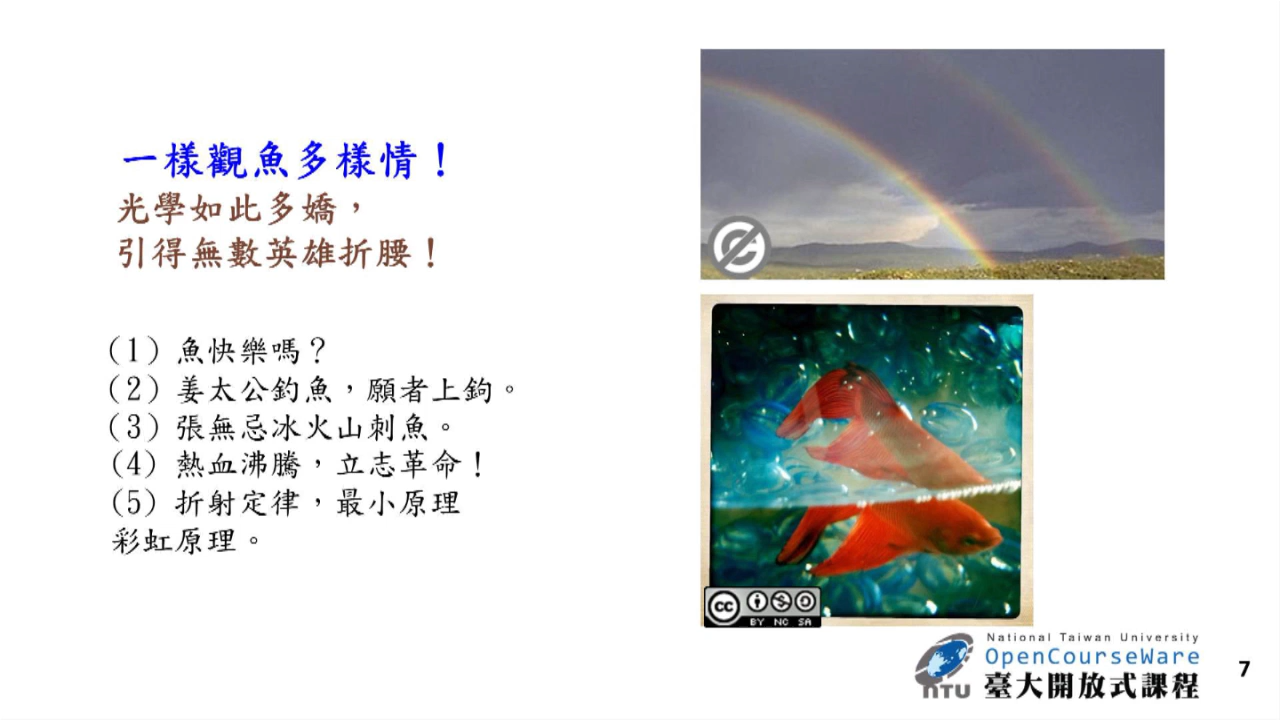 一樣觀魚多樣情！
光學如此多嬌，
引得無數英雄折腰！
(1) 魚快樂嗎？
(2) 姜太公釣魚，願者上鉤。
(3) 張無忌冰火山刺魚。
(4) 熱血沸騰，立志革命！
(5) 折射定律，最小原理
彩虹原理。
cc
BY NC SA
National Taiwan University
OpenCourseWare
NTU 臺大開放式課程
7